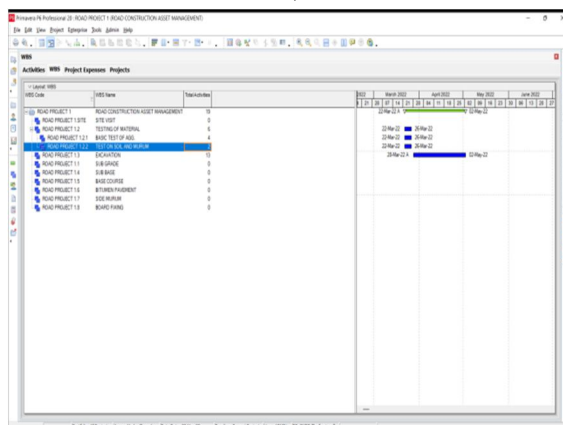 Primavera P6 Professional 20 : ROAD PROJECT 1 (ROAD CONSTRUCTION ASSET MANAGEMENT)
File Edit View Project Enterprise Tools Admin Help
WBS
Activities WBS Project Expenses Projects
Layout: WBS
WBS Code WBS Name Total Activities 2022 March 2022 April 2022 May 2022 June 2022
ROAD PROJECT 1 ROAD CONSTRUCTION ASSET MANAGEMENT 22-Mar-22 A 02-May-22
ROAD PROJECT 1.SITE SITE VISIT 0
ROAD PROJECT 1.2 TESTING OF MATERIAL 6 22-Mar-22 26-Mar-22
ROAD PROJECT 1.2.1 BASIC TEST OF AGG. 4 22-Mar-22 26-Mar-22
ROAD PROJECT 1.2.2 TEST ON SOIL AND MURUM 22-Mar-22 26-Mar-22
ROAD PROJECT 1.3 EXCAVATION 13 02-May-22
ROAD PROJECT 1.1 SUB GRADE 0
ROAD PROJECT 1.4 SUB BASE 0
ROAD PROJECT 1.5 BASE COURSE 0
ROAD PROJECT 1.6 BITUMEN PAVEMENT 0
ROAD PROJECT 1.7 SIDE MURUM 0
ROAD PROJECT 1.8 BOARD FIXING 0